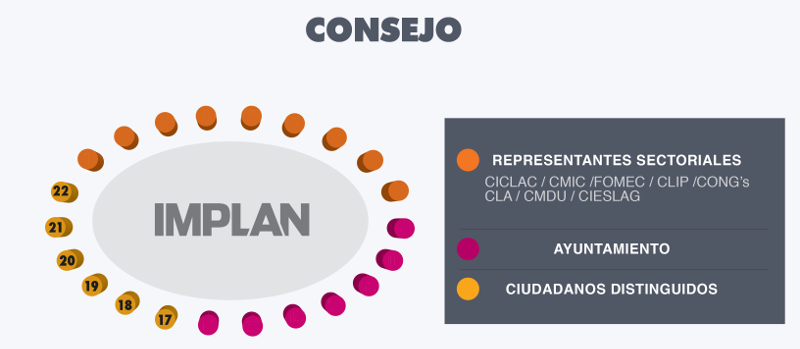 CONSEJO
22
21
20
19
18
17
IMPLAN
REPRESENTANTES SECTORIALES
CICLAC / CMIC /FOMEC / CLIP /CONG's
CLA / CMDU / CIESLAG
AYUNTAMIENTO
CIUDADANOS DISTINGUIDOS